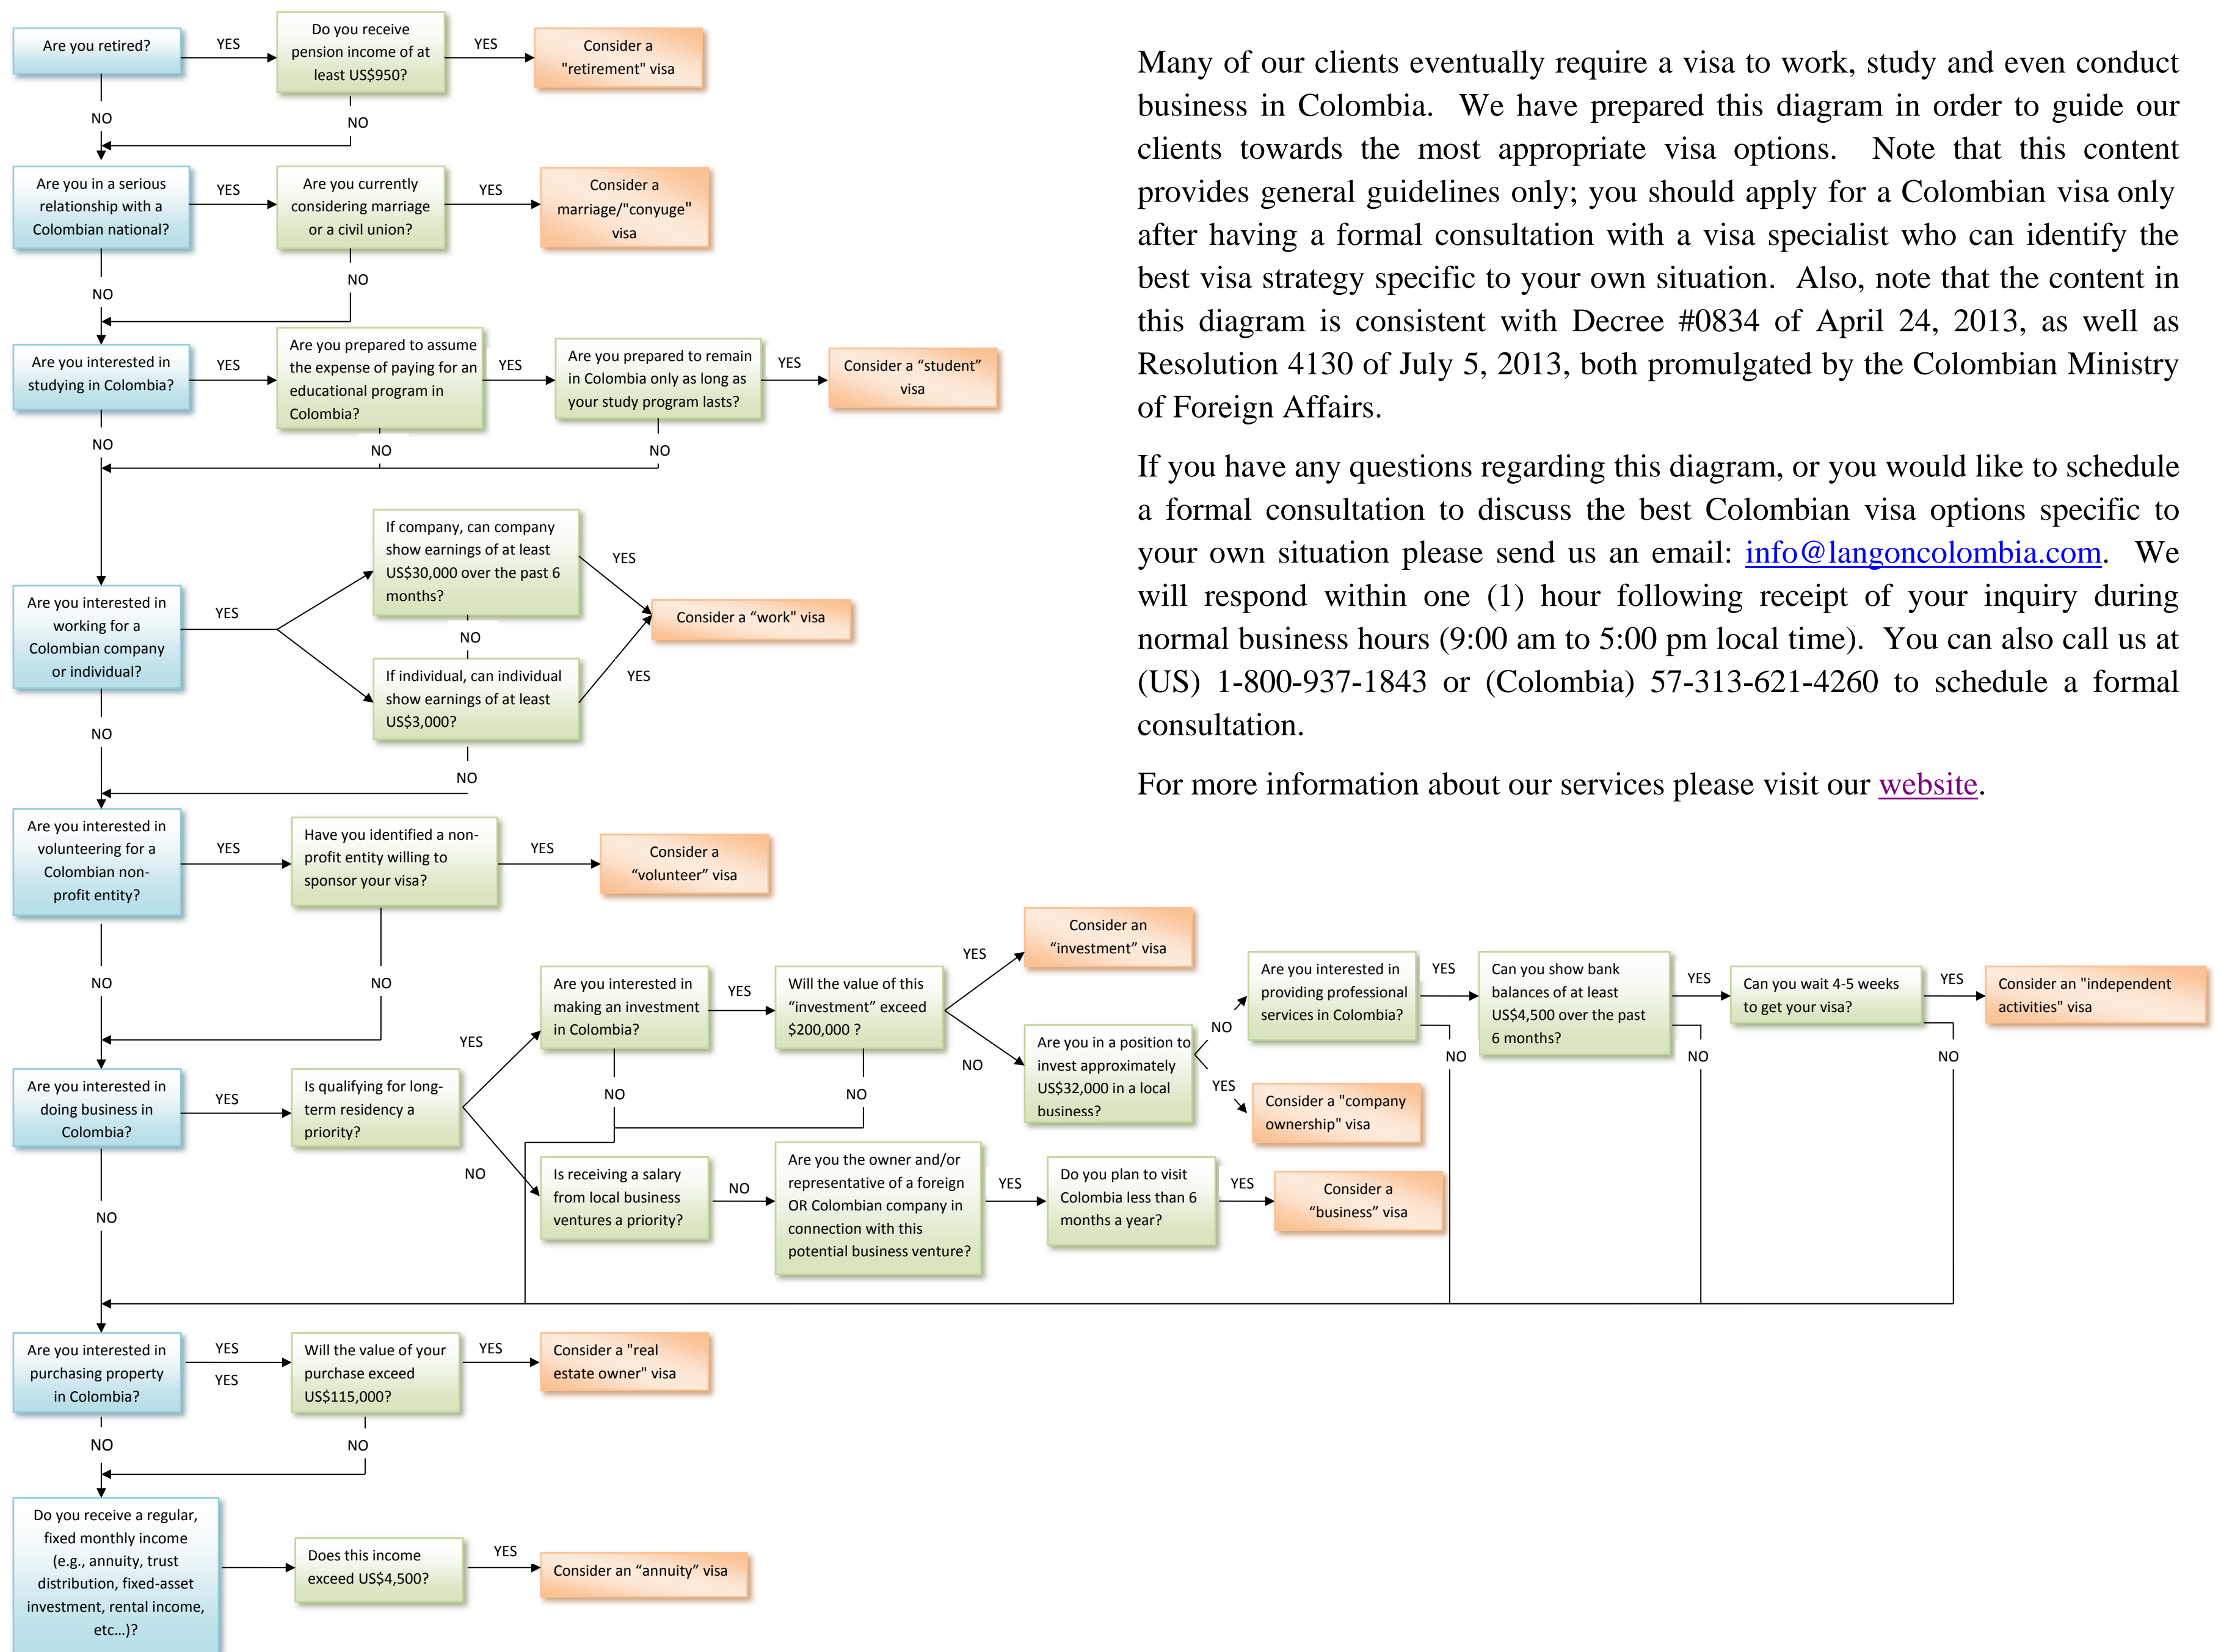 Are you retired?
YES
Do you receive
pension income of at
least US$950?
YES
Consider a
"retirement" visa
NO
NO
Are you in a serious
relationship with a
Colombian national?
YES
Are you currently
considering marriage
or a civil union?
YES
Consider a
marriage/"conyuge"
visa
NO
NO
Are you interested in
studying in Colombia?
YES
Are you prepared to assume
the expense of paying for an
educational program in
Colombia?
YES
Are you prepared to remain
in Colombia only as long as
your study program lasts?
YES
Consider a “student”
visa
NO
NO
NO
Many of our clients eventually require a visa to work, study and even conduct
business in Colombia. We have prepared this diagram in order to guide our
clients towards the most appropriate visa options. Note that this content
provides general guidelines only; you should apply for a Colombian visa only
after having a formal consultation with a visa specialist who can identify the
best visa strategy specific to your own situation. Also, note that the content in
this diagram is consistent with Decree #0834 of April 24, 2013, as well as
Resolution 4130 of July 5, 2013, both promulgated by the Colombian Ministry
of Foreign Affairs.
If you have any questions regarding this diagram, or you would like to schedule
a formal consultation to discuss the best Colombian visa options specific to
your own situation please send us an email: info@langoncolombia.com. We
will respond within one (1) hour following receipt of your inquiry during
normal business hours (9:00 am to 5:00 pm local time). You can also call us at
(US) 1-800-937-1843 or (Colombia) 57-313-621-4260 to schedule a formal
consultation.
For more information about our services please visit our website.
Are you interested in
working for a
Colombian company
or individual?
YES
If company, can company
show earnings of at least
US$30,000 over the past 6
months?
YES
NO
If individual, can individual
show earnings of at least
US$3,000?
YES
Consider a “work" visa
NO
NO
Are you interested in
volunteering for a
Colombian non-
profit entity?
YES
Have you identified a non-
profit entity willing to
sponsor your visa?
YES
Consider a
“volunteer” visa
NO
NO
Are you interested in
doing business in
Colombia?
YES
Is qualifying for long-
term residency a
priority?
YES
Are you interested in
making an investment
in Colombia?
YES
Will the value of this
“investment” exceed
$200,000 ?
YES
Consider an
“investment” visa
NO
Are you in a position to
invest approximately
US$32,000 in a local
business?
NO
Are you interested in
providing professional
services in Colombia?
YES
Can you show bank
balances of at least
US$4,500 over the past
6 months?
YES
Can you wait 4-5 weeks
to get your visa?
YES
Consider an "independent
activities" visa
NO
NO
NO
YES
Consider a "company
ownership" visa
NO
NO
NO
Is receiving a salary
from local business
ventures a priority?
NO
Are you the owner and/or
representative of a foreign
OR Colombian company in
connection with this
potential business venture?
YES
Do you plan to visit
Colombia less than 6
months a year?
YES
Consider a
“business” visa
NO
Are you interested in
purchasing property
in Colombia?
YES
YES
Will the value of your
purchase exceed
US$115,000?
YES
Consider a "real
estate owner" visa
NO
NO
Do you receive a regular,
fixed monthly income
(e.g., annuity, trust
distribution, fixed-asset
investment, rental income,
etc…)?
Does this income
exceed US$4,500?
YES
Consider an “annuity” visa